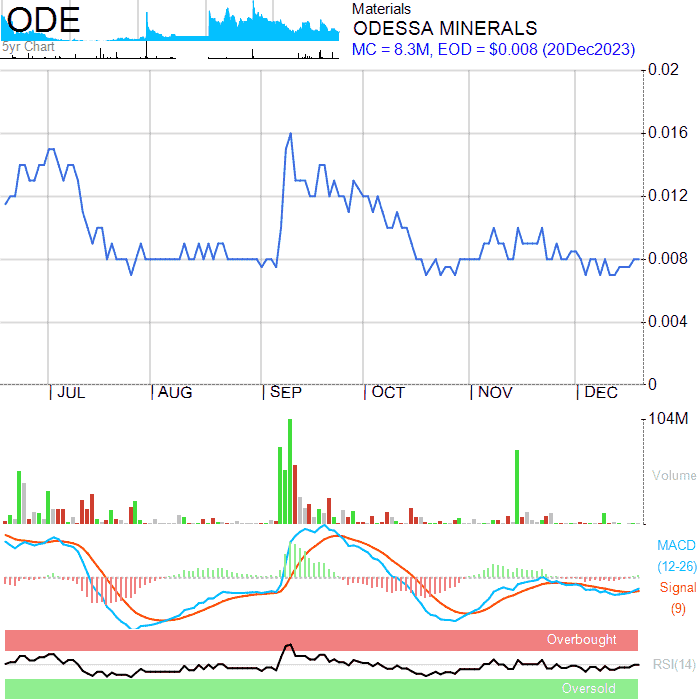 ODE
5yr Chart
Materials
ODESSA MINERALS
MC = 8.3M, EOD = $0.008 (20Dec2023)
0.02
0.016
0.012
0.008
0.004
0
JUL AUG SEP OCT NOV DEC
104M
Volume
MACD
(12-26)
Signal
(9)
Overbought
RSI(14)
Oversold